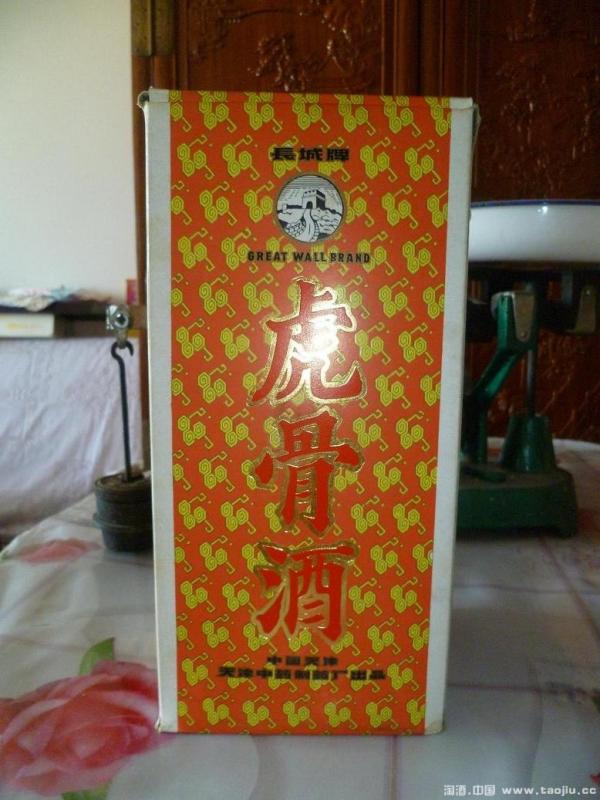 長城牌
GREAT WALL BRAND
虎骨酒
中国天津
天津中药制药厂出品
淘酒.中国 www.taojiu.cc